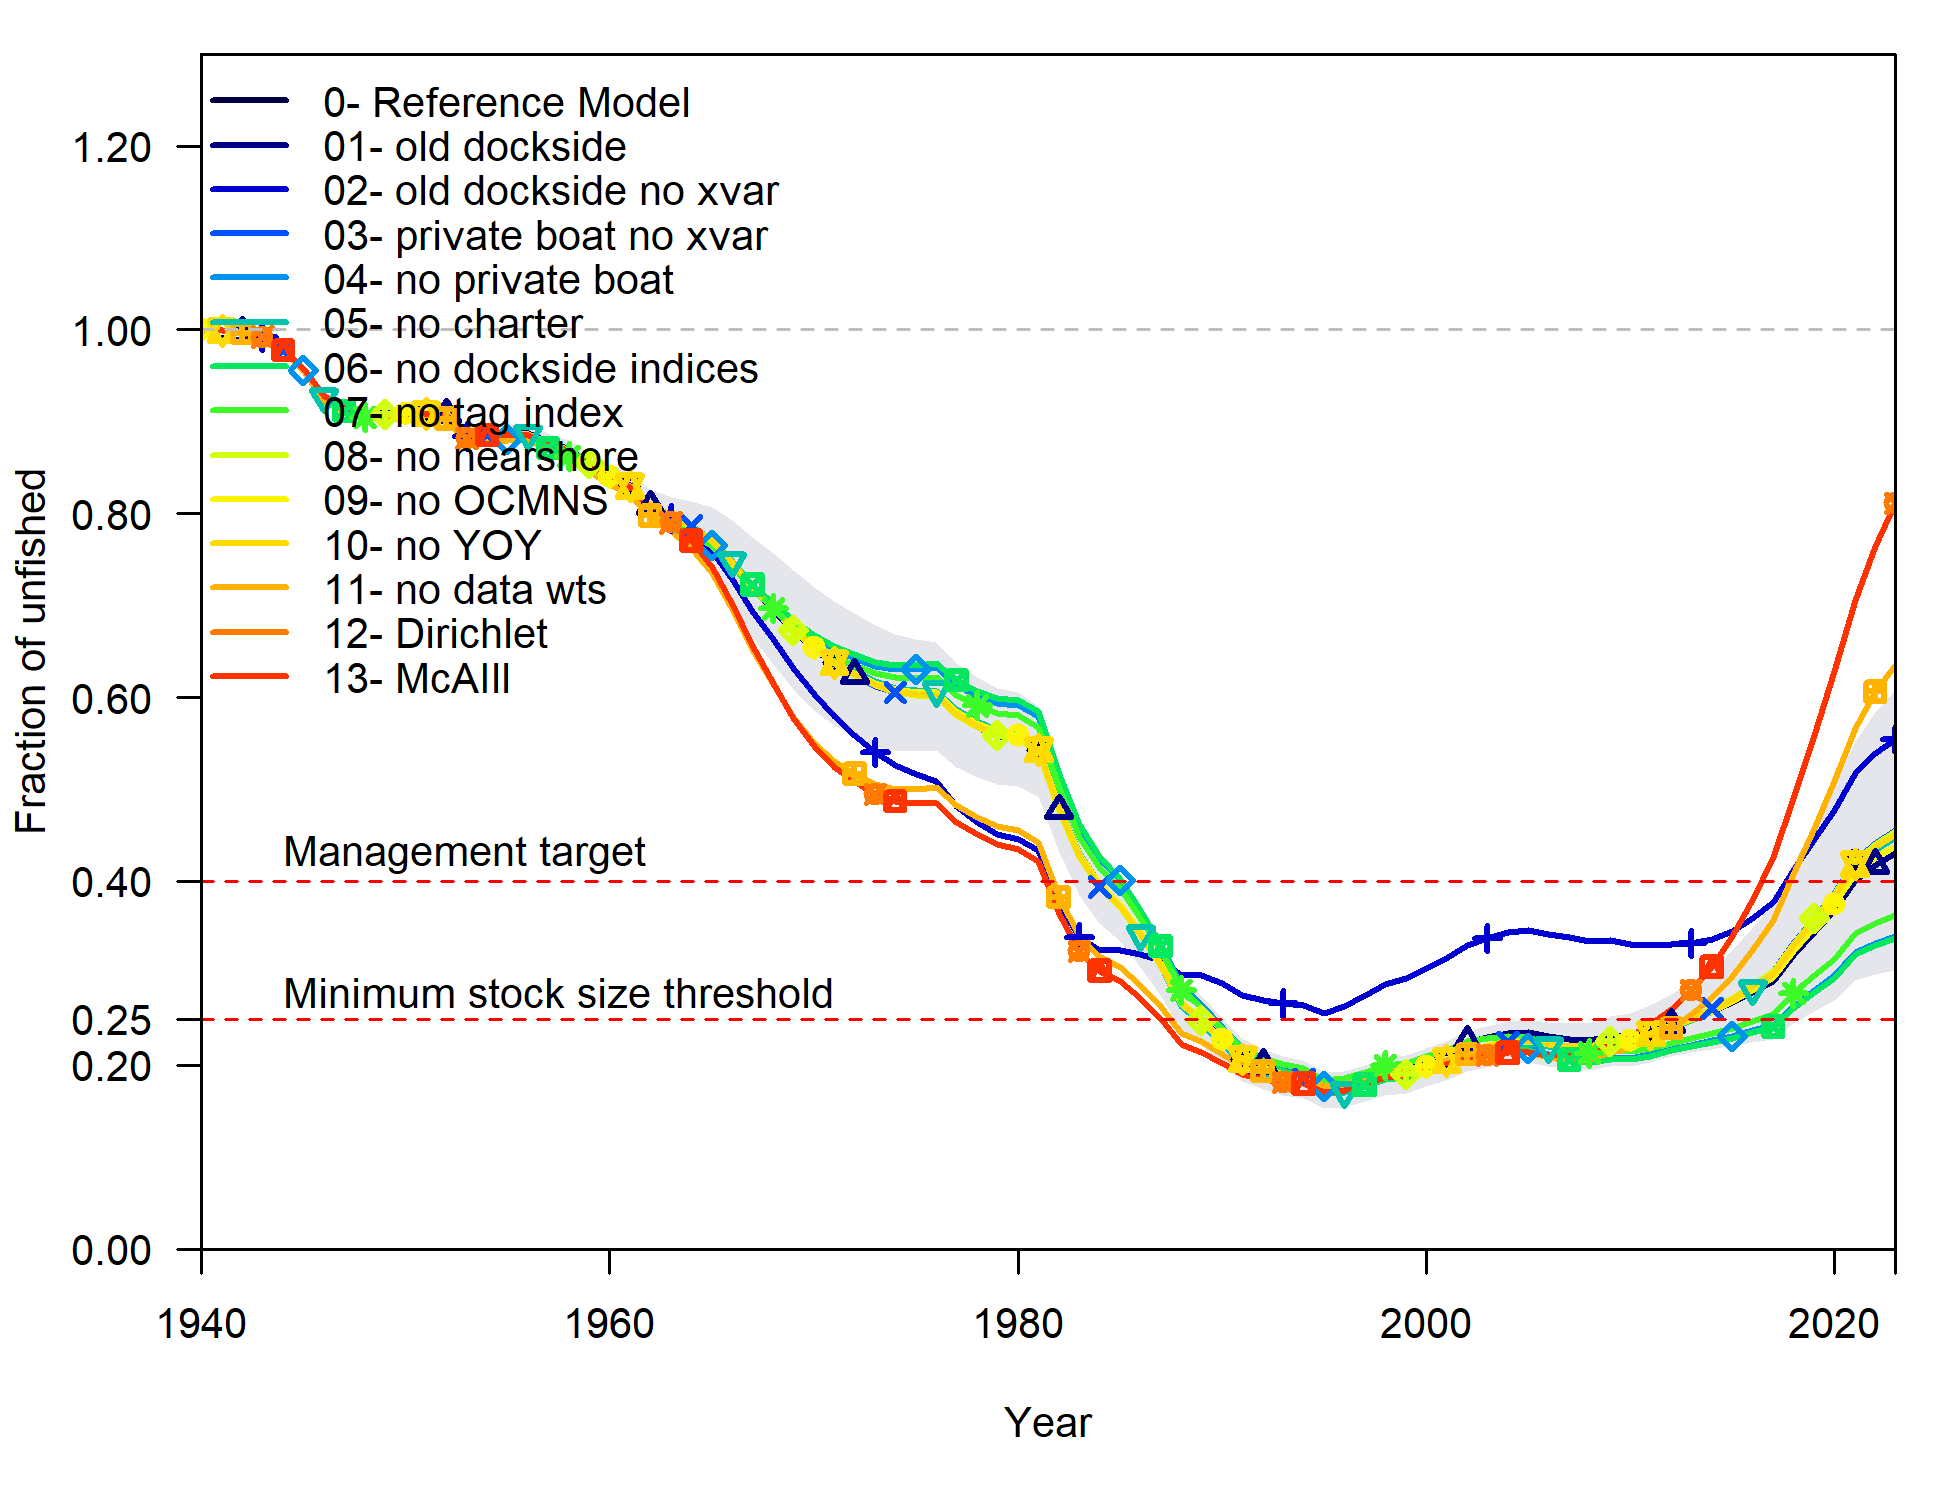 0- Reference Model
01- old dockside
02- old dockside no xvar
03- private boat no xvar
04- no private boat
05- no charter
06- no dockside indices
07- no tag index
08- no nearshore
09- no OCMNS
10- no YOY
11- no data wts
12- Dirichlet
13- McAIll
1.20
1.00
0.80
0.60
0.40
0.25
0.20
0.00
Fraction of unfished
Management target
Minimum stock size threshold
1940
1960
1980
2000
2020
Year